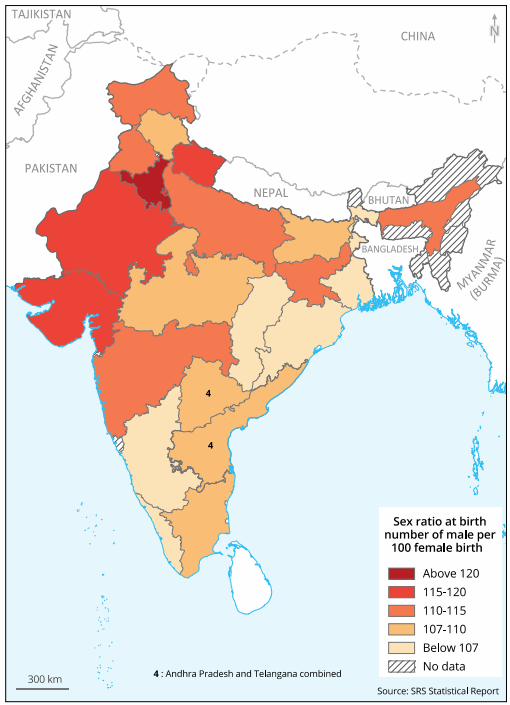 TAJIKISTAN
N
CHINA
AFGHANISTAN
PAKISTAN
NEPAL
BHUTAN
BANGLADESH
MYANMAR
(BURMA)
4
4
Sex ratio at birth
number of male per
100 female birth
Above 120
115-120
110-115
107-110
Below 107
No data
300 km
4 : Andhra Pradesh and Telangana combined
Source: SRS Statistical Report